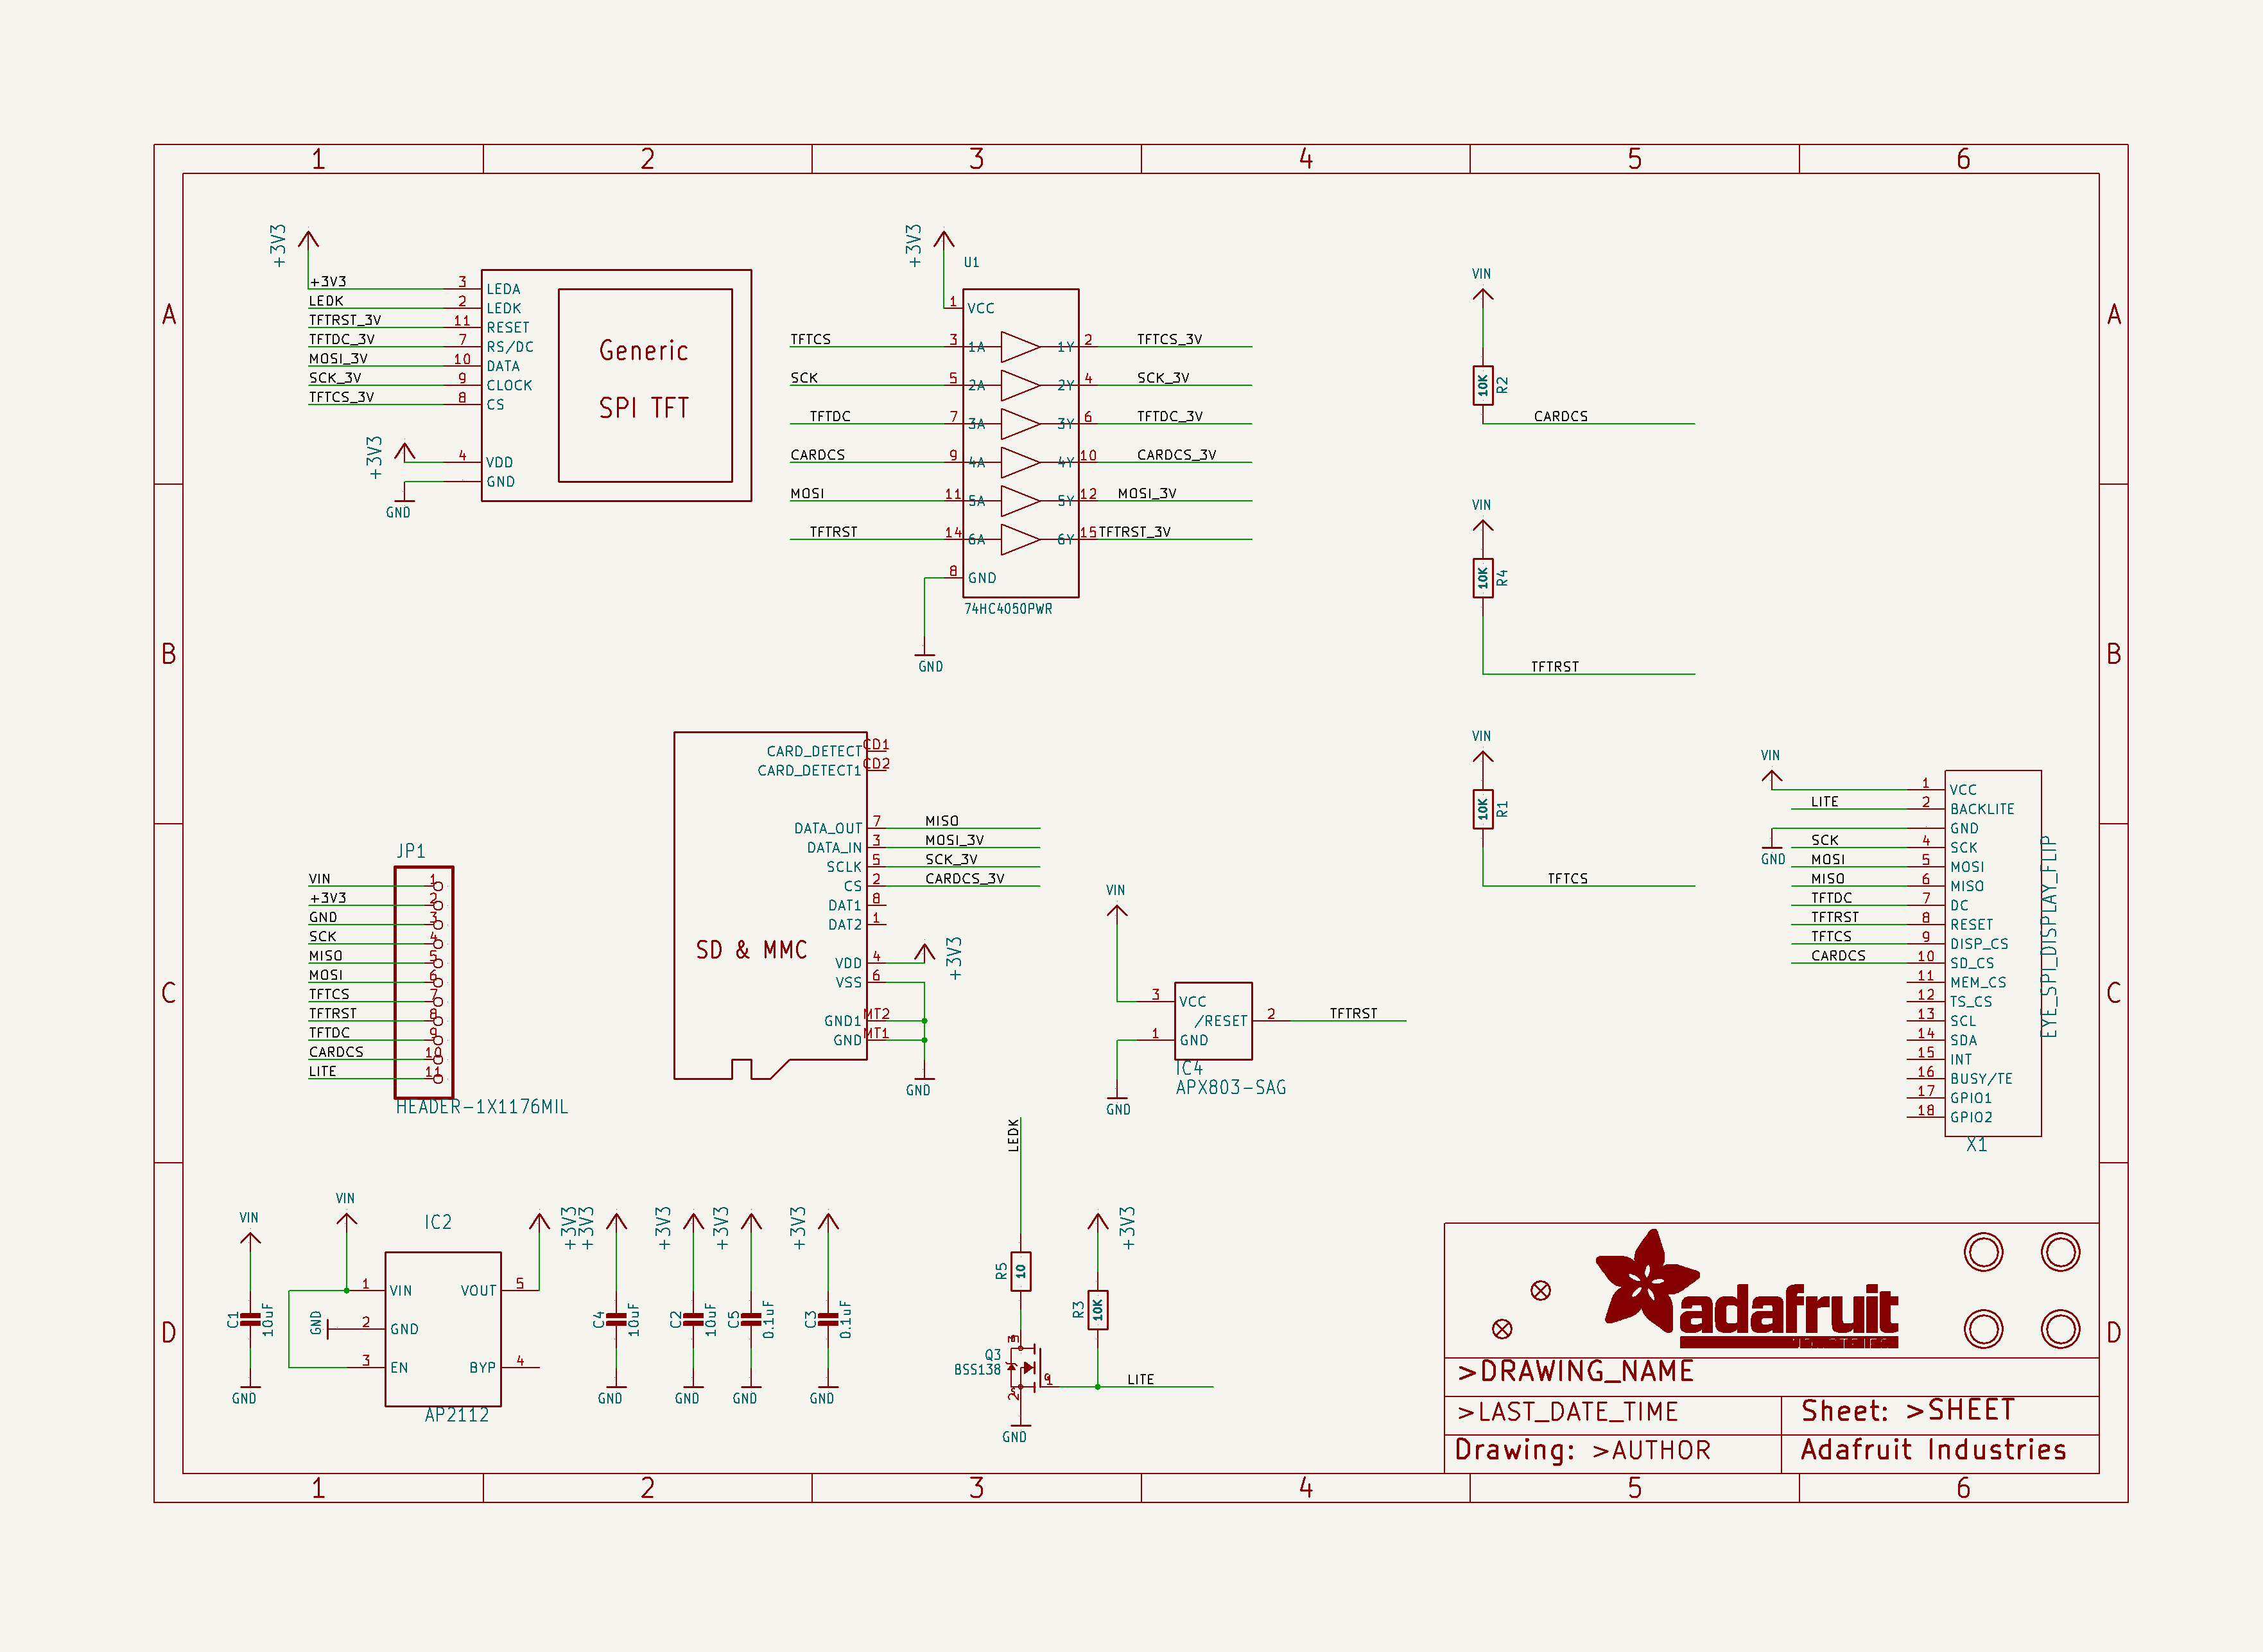 1 2 3 4 5 6
A A
B B
C C
D D
+3V3
+3V3 3 LEDA
LEDK 2 LEDK
TFTRST_3V 11 RESET
TFTDC_3V 7 RS/DC
MOSI_3V 10 DATA
SCK_3V 9 CLOCK
TFTCS_3V 8 CS
+3V3 4 VDD
GND
GND
Generic
SPI TFT
+3V3
U1
1 VCC
TFTCS 3 1A 1Y 2 TFTCS_3V
SCK 5 2A 2Y 4 SCK_3V
TFTDC 7 3A 3Y 6 TFTDC_3V
CARDCS 9 4A 4Y 10 CARDCS_3V
MOSI 11 5A 5Y 12 MOSI_3V
TFTRST 14 6A 6Y 15 TFTRST_3V
8 GND
74HC4050PWR
GND
VIN
10K R2
CARDCS
VIN
10K R4
TFTRST
VIN
10K R1
TFTCS
CARD_DETECT CD1
CARD_DETECT1 CD2
DATA_OUT 7 MISO
DATA_IN 3 MOSI_3V
SCLK 5 SCK_3V
CS 2 CARDCS_3V
DAT1 8
DAT2 1
SD & MMC
VDD 4 +3V3
VSS 6
GND1 MT2
GND MT1
GND
JP1
VIN 1
+3V3 2
GND 3
SCK 4
MISO 5
MOSI 6
TFTCS 7
TFTRST 8
TFTDC 9
CARDCS 10
LITE 11
HEADER-1X1176MIL
VIN
3 VCC
/RESET 2 TFTRST
1 GND
IC4
APX803-SAG
GND
VIN
1 VCC
LITE 2 BACKLITE
GND
GND
SCK 4 SCK
MOSI 5 MOSI
MISO 6 MISO
TFTDC 7 DC
TFTRST 8 RESET
TFTCS 9 DISP_CS
CARDCS 10 SD_CS
11 MEM_CS
12 TS_CS
13 SCL
14 SDA
15 INT
16 BUSY/TE
17 GPIO1
18 GPIO2
EYE_SPI_DISPLAY_FLIP
X1
VIN
C1
10uF
GND
VIN
IC2
1 VIN VOUT 5
GND 2 GND
3 EN BYP 4
AP2112
+3V3
+3V3
C4
10uF
GND
+3V3
C2
10uF
GND
+3V3
C5
0.1uF
GND
+3V3
C3
0.1uF
GND
LEDK
R5 10
+3V3
R3 10K
3
Q3
BSS138
1 LITE
2
GND
adafruit
>DRAWING_NAME
>LAST_DATE_TIME
Sheet: >SHEET
Drawing: >AUTHOR
Adafruit Industries
1 2 3 4 5 6